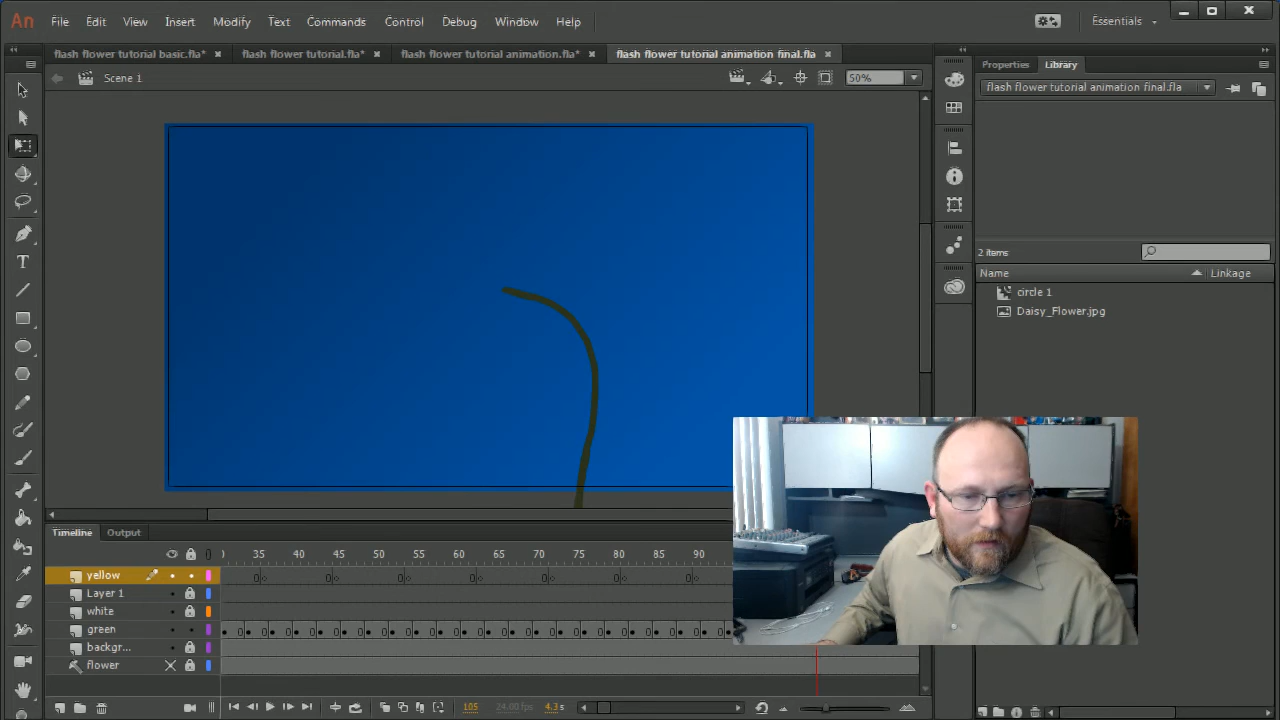 An File Edit View Insert Modify Text Commands Control Debug Window Help Essentials
flash flower tutorial basic.fla* × flash flower tutorial.fla* × flash flower tutorial animation.fla* × flash flower tutorial animation final.fla × Properties Library
Scene 1 50% flash flower tutorial animation final.fla
2 items
Name Linkage
circle 1
Daisy_Flower.jpg
Timeline Output
35 40 45 50 55 60 65 70 75 80 85 90
yellow
Layer 1
white
green
backgr...
flower
105 24.00 fps 4.3 s